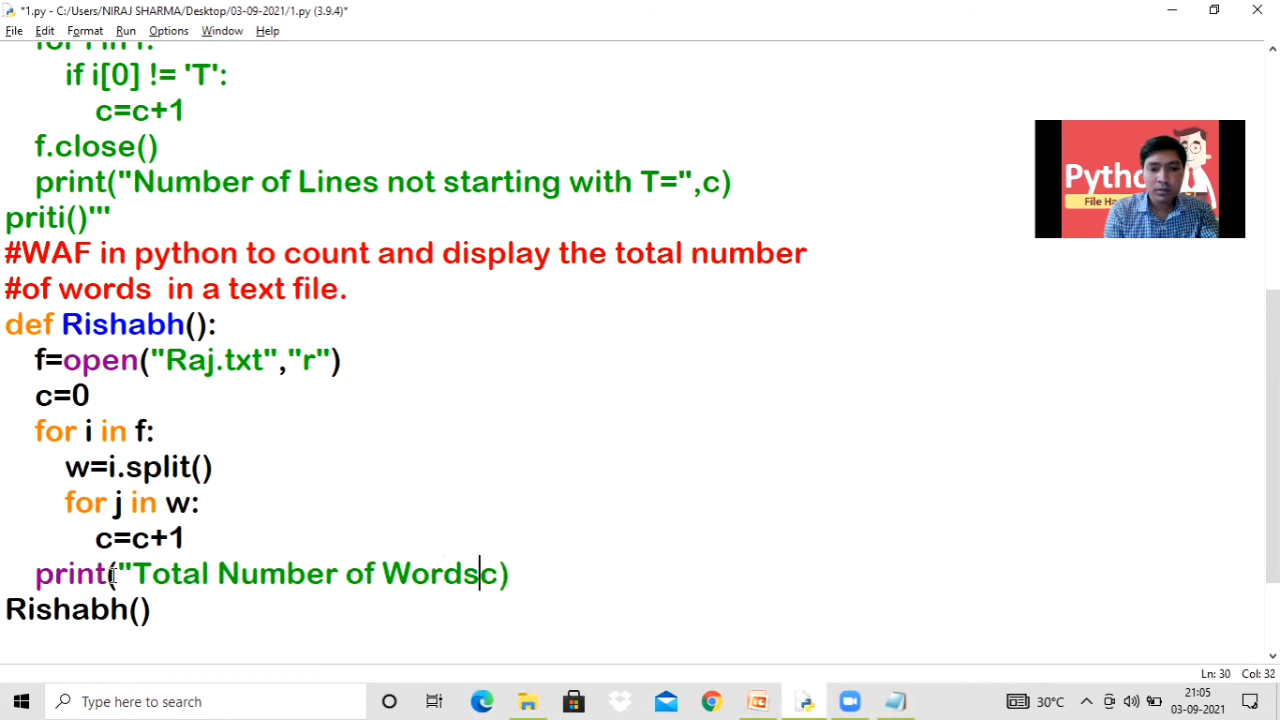 *1.py - C:/Users/NIRAJ SHARMA/Desktop/03-09-2021/1.py (3.9.4)*
File Edit Format Run Options Window Help
for i in f:
if i[0] != 'T':
c=c+1
f.close()
print("Number of Lines not starting with T=",c)
priti()'''
#WAF in python to count and display the total number
#of words  in a text file.
def Rishabh():
f=open("Raj.txt","r")
c=0
for i in f:
w=i.split()
for j in w:
c=c+1
print("Total Number of Wordsc)
Rishabh()
Ln: 30 Col: 32
Type here to search
30°C
21:05
03-09-2021